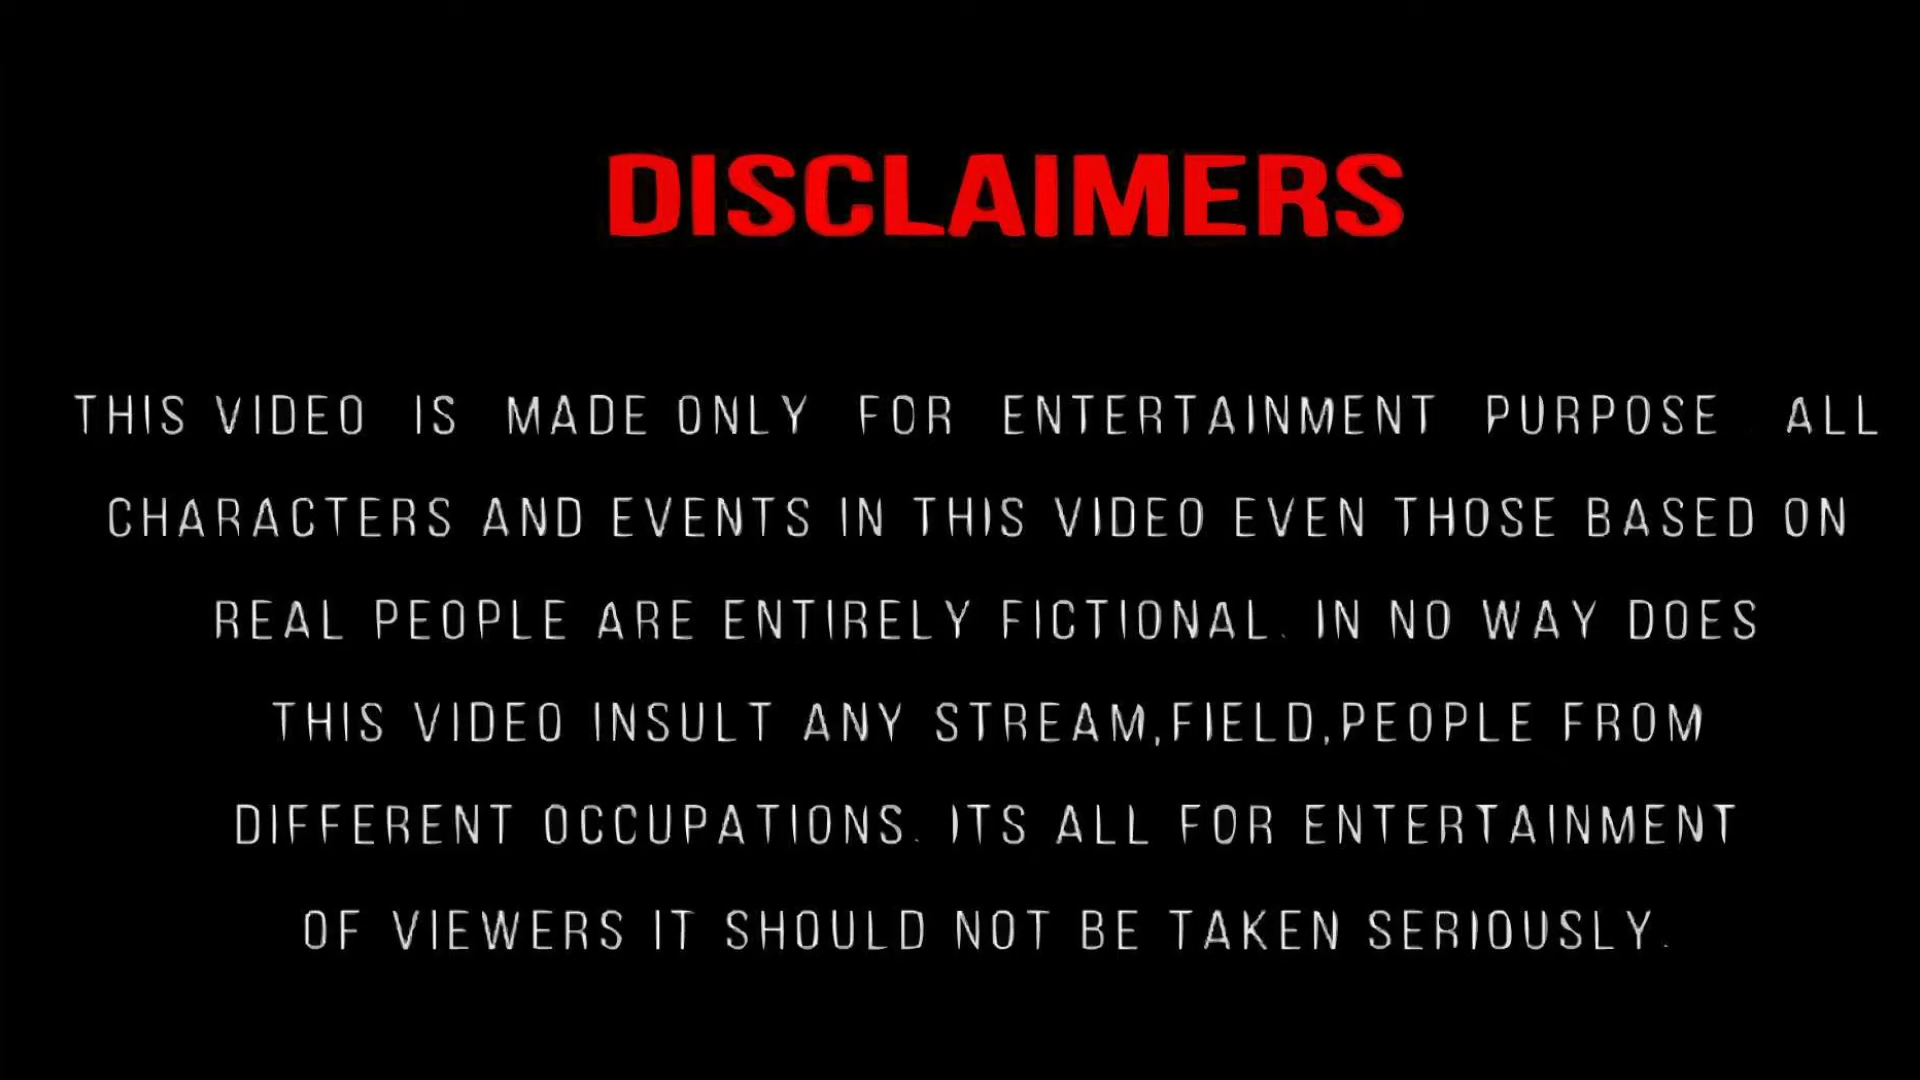 DISCLAIMERS
THIS VIDEO IS MADE ONLY FOR ENTERTAINMENT PURPOSE ALL
CHARACTERS AND EVENTS IN THIS VIDEO EVEN THOSE BASED ON
REAL PEOPLE ARE ENTIRELY FICTIONAL. IN NO WAY DOES
THIS VIDEO INSULT ANY STREAM,FIELD,PEOPLE FROM
DIFFERENT OCCUPATIONS. ITS ALL FOR ENTERTAINMENT
OF VIEWERS IT SHOULD NOT BE TAKEN SERIOUSLY.